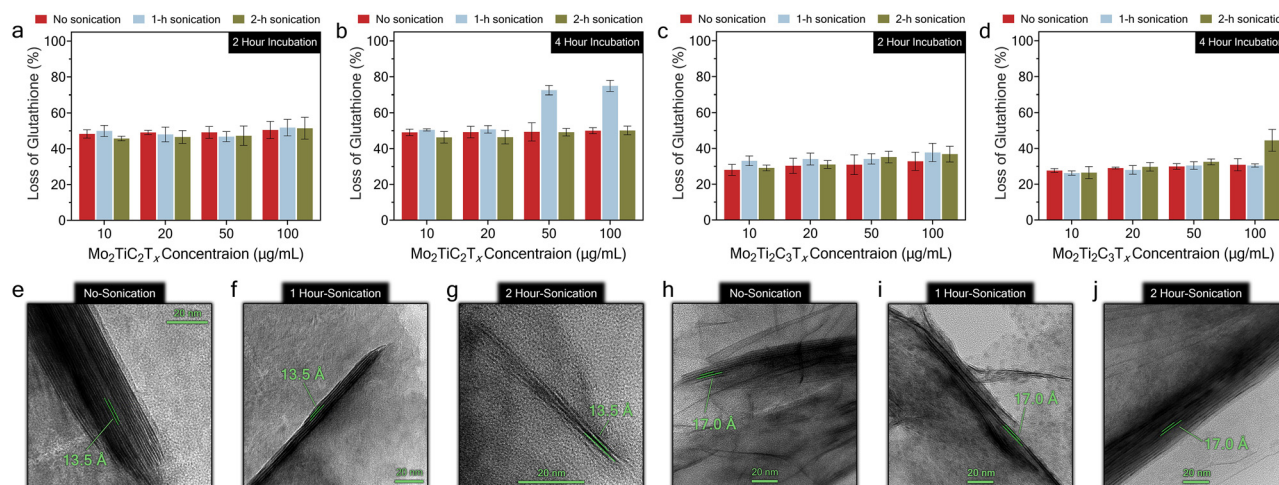 No sonication 1-h sonication 2-h sonication
No sonication 1-h sonication 2-h sonication
No sonication 1-h sonication 2-h sonication
No sonication 1-h sonication 2-h sonication
a
2 Hour Incubation
Loss of Glutathione (%)
100
80
60
40
20
0
10 20 50 100
Mo₂TiC₂Tₓ Concentraion (µg/mL)
b
4 Hour Incubation
Loss of Glutathione (%)
100
80
60
40
20
0
10 20 50 100
Mo₂TiC₂Tₓ Concentraion (µg/mL)
c
2 Hour Incubation
Loss of Glutathione (%)
100
80
60
40
20
0
10 20 50 100
Mo₂Ti₂C₃Tₓ Concentraion (µg/mL)
d
4 Hour Incubation
Loss of Glutathione (%)
100
80
60
40
20
0
10 20 50 100
Mo₂Ti₂C₃Tₓ Concentraion (µg/mL)
e
No-Sonication
20 nm
13.5 Å
f
1 Hour-Sonication
13.5 Å
20 nm
g
2 Hour-Sonication
13.5 Å
20 nm
h
No-Sonication
17.0 Å
20 nm
i
1 Hour-Sonication
17.0 Å
20 nm
j
2 Hour-Sonication
17.0 Å
20 nm